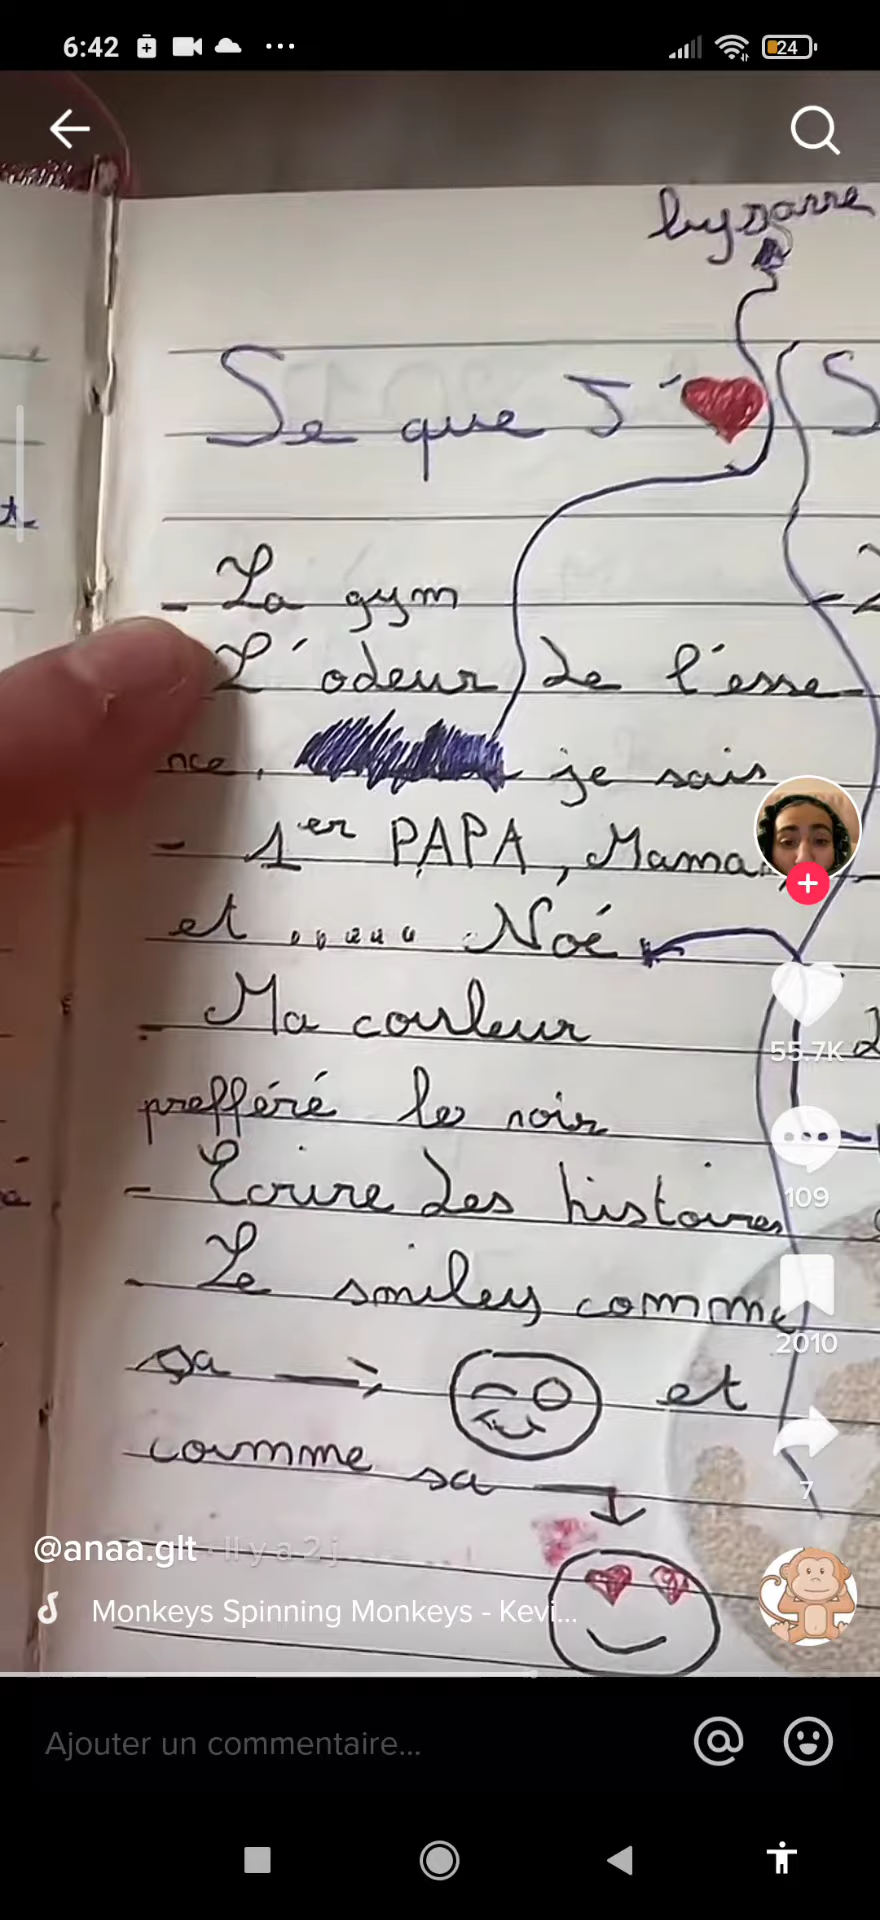 6:42
24
byzarre
Se que J'
S
- La gym
L'odeur de l'esse-
nce, je sais
- 1er PAPA, Mama
et ...... Noé
- Ma couleur
prefféré le noir
- Ecrire des histoires
- Le smiley comme
sa → et
coumme sa
55.7K
109
2010
7
@anaa.glt · Il y a 2 j
Monkeys Spinning Monkeys - Kevi...
Ajouter un commentaire...